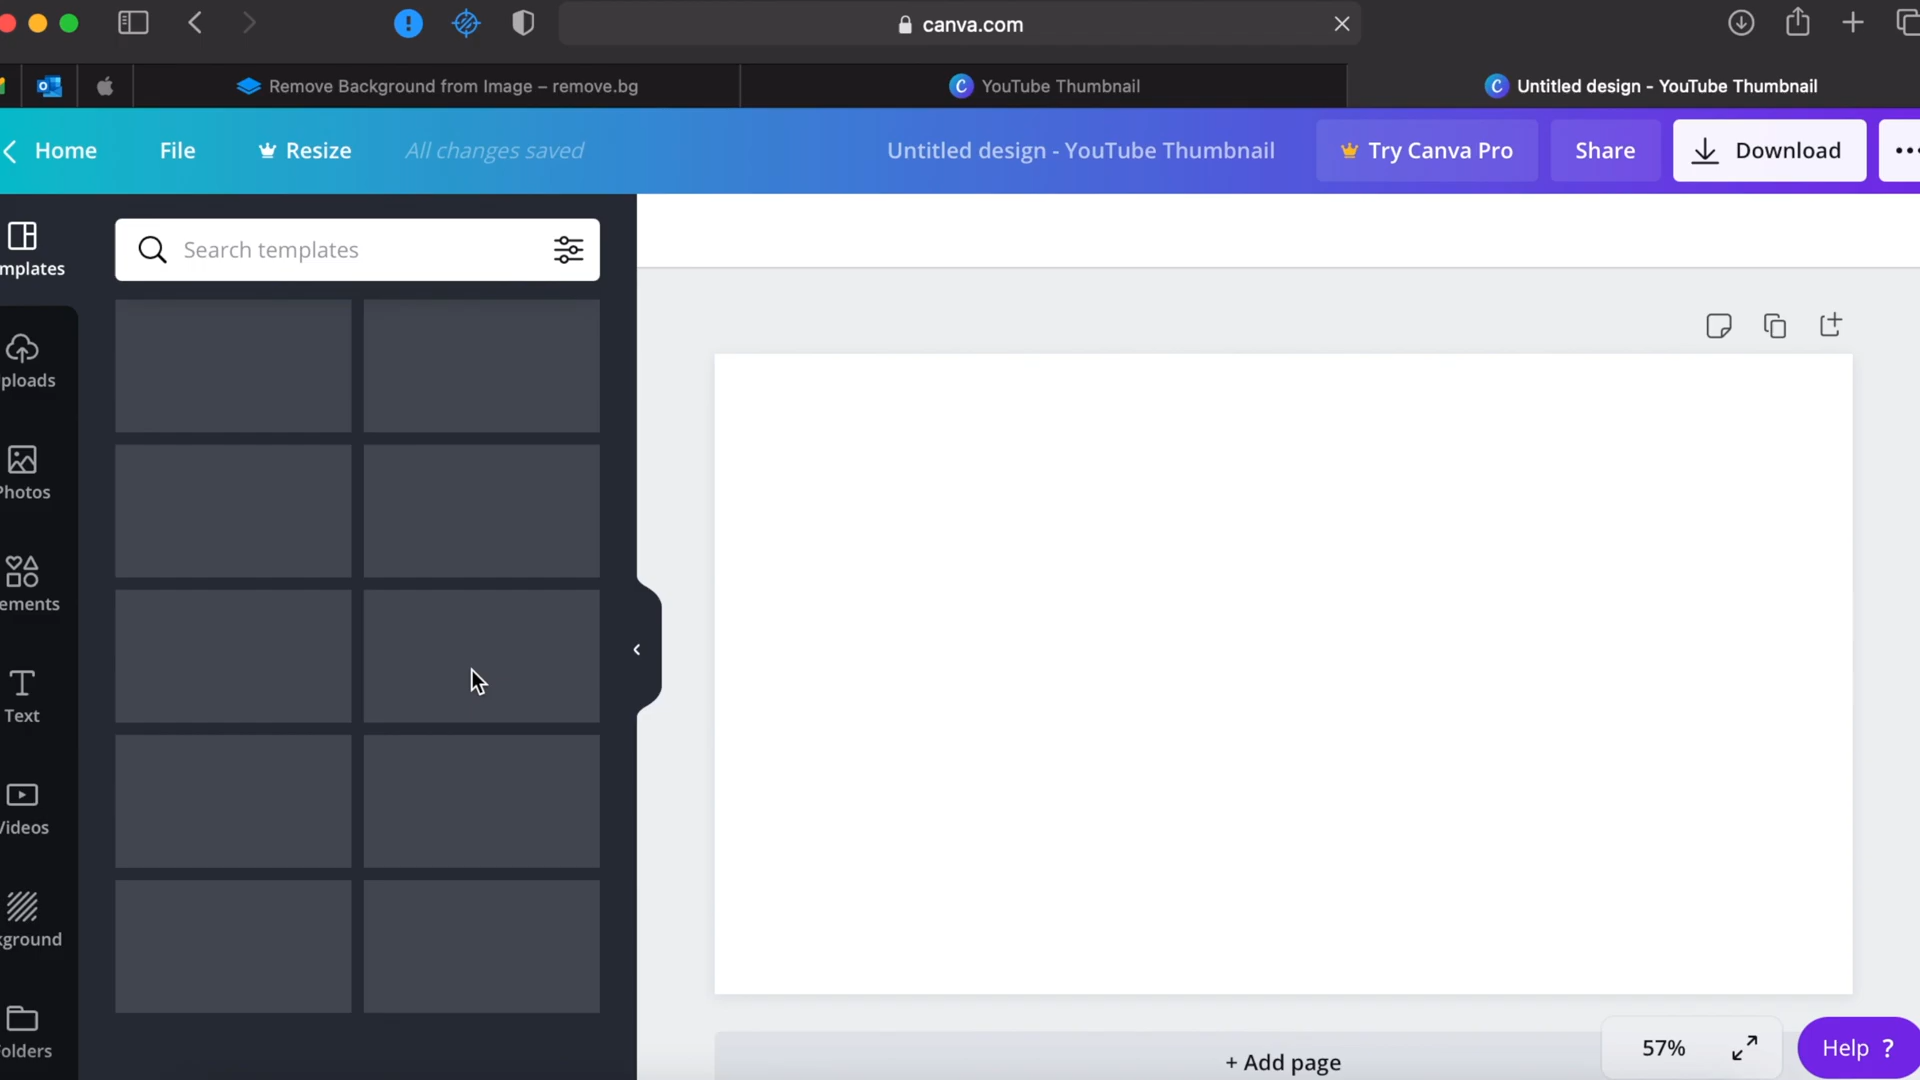 canva.com
Remove Background from Image – remove.bg
YouTube Thumbnail
Untitled design - YouTube Thumbnail
Home
File
Resize
All changes saved
Untitled design - YouTube Thumbnail
Try Canva Pro
Share
Download
mplates
Search templates
ploads
Photos
ements
Text
Videos
kground
olders
+ Add page
57%
Help ?